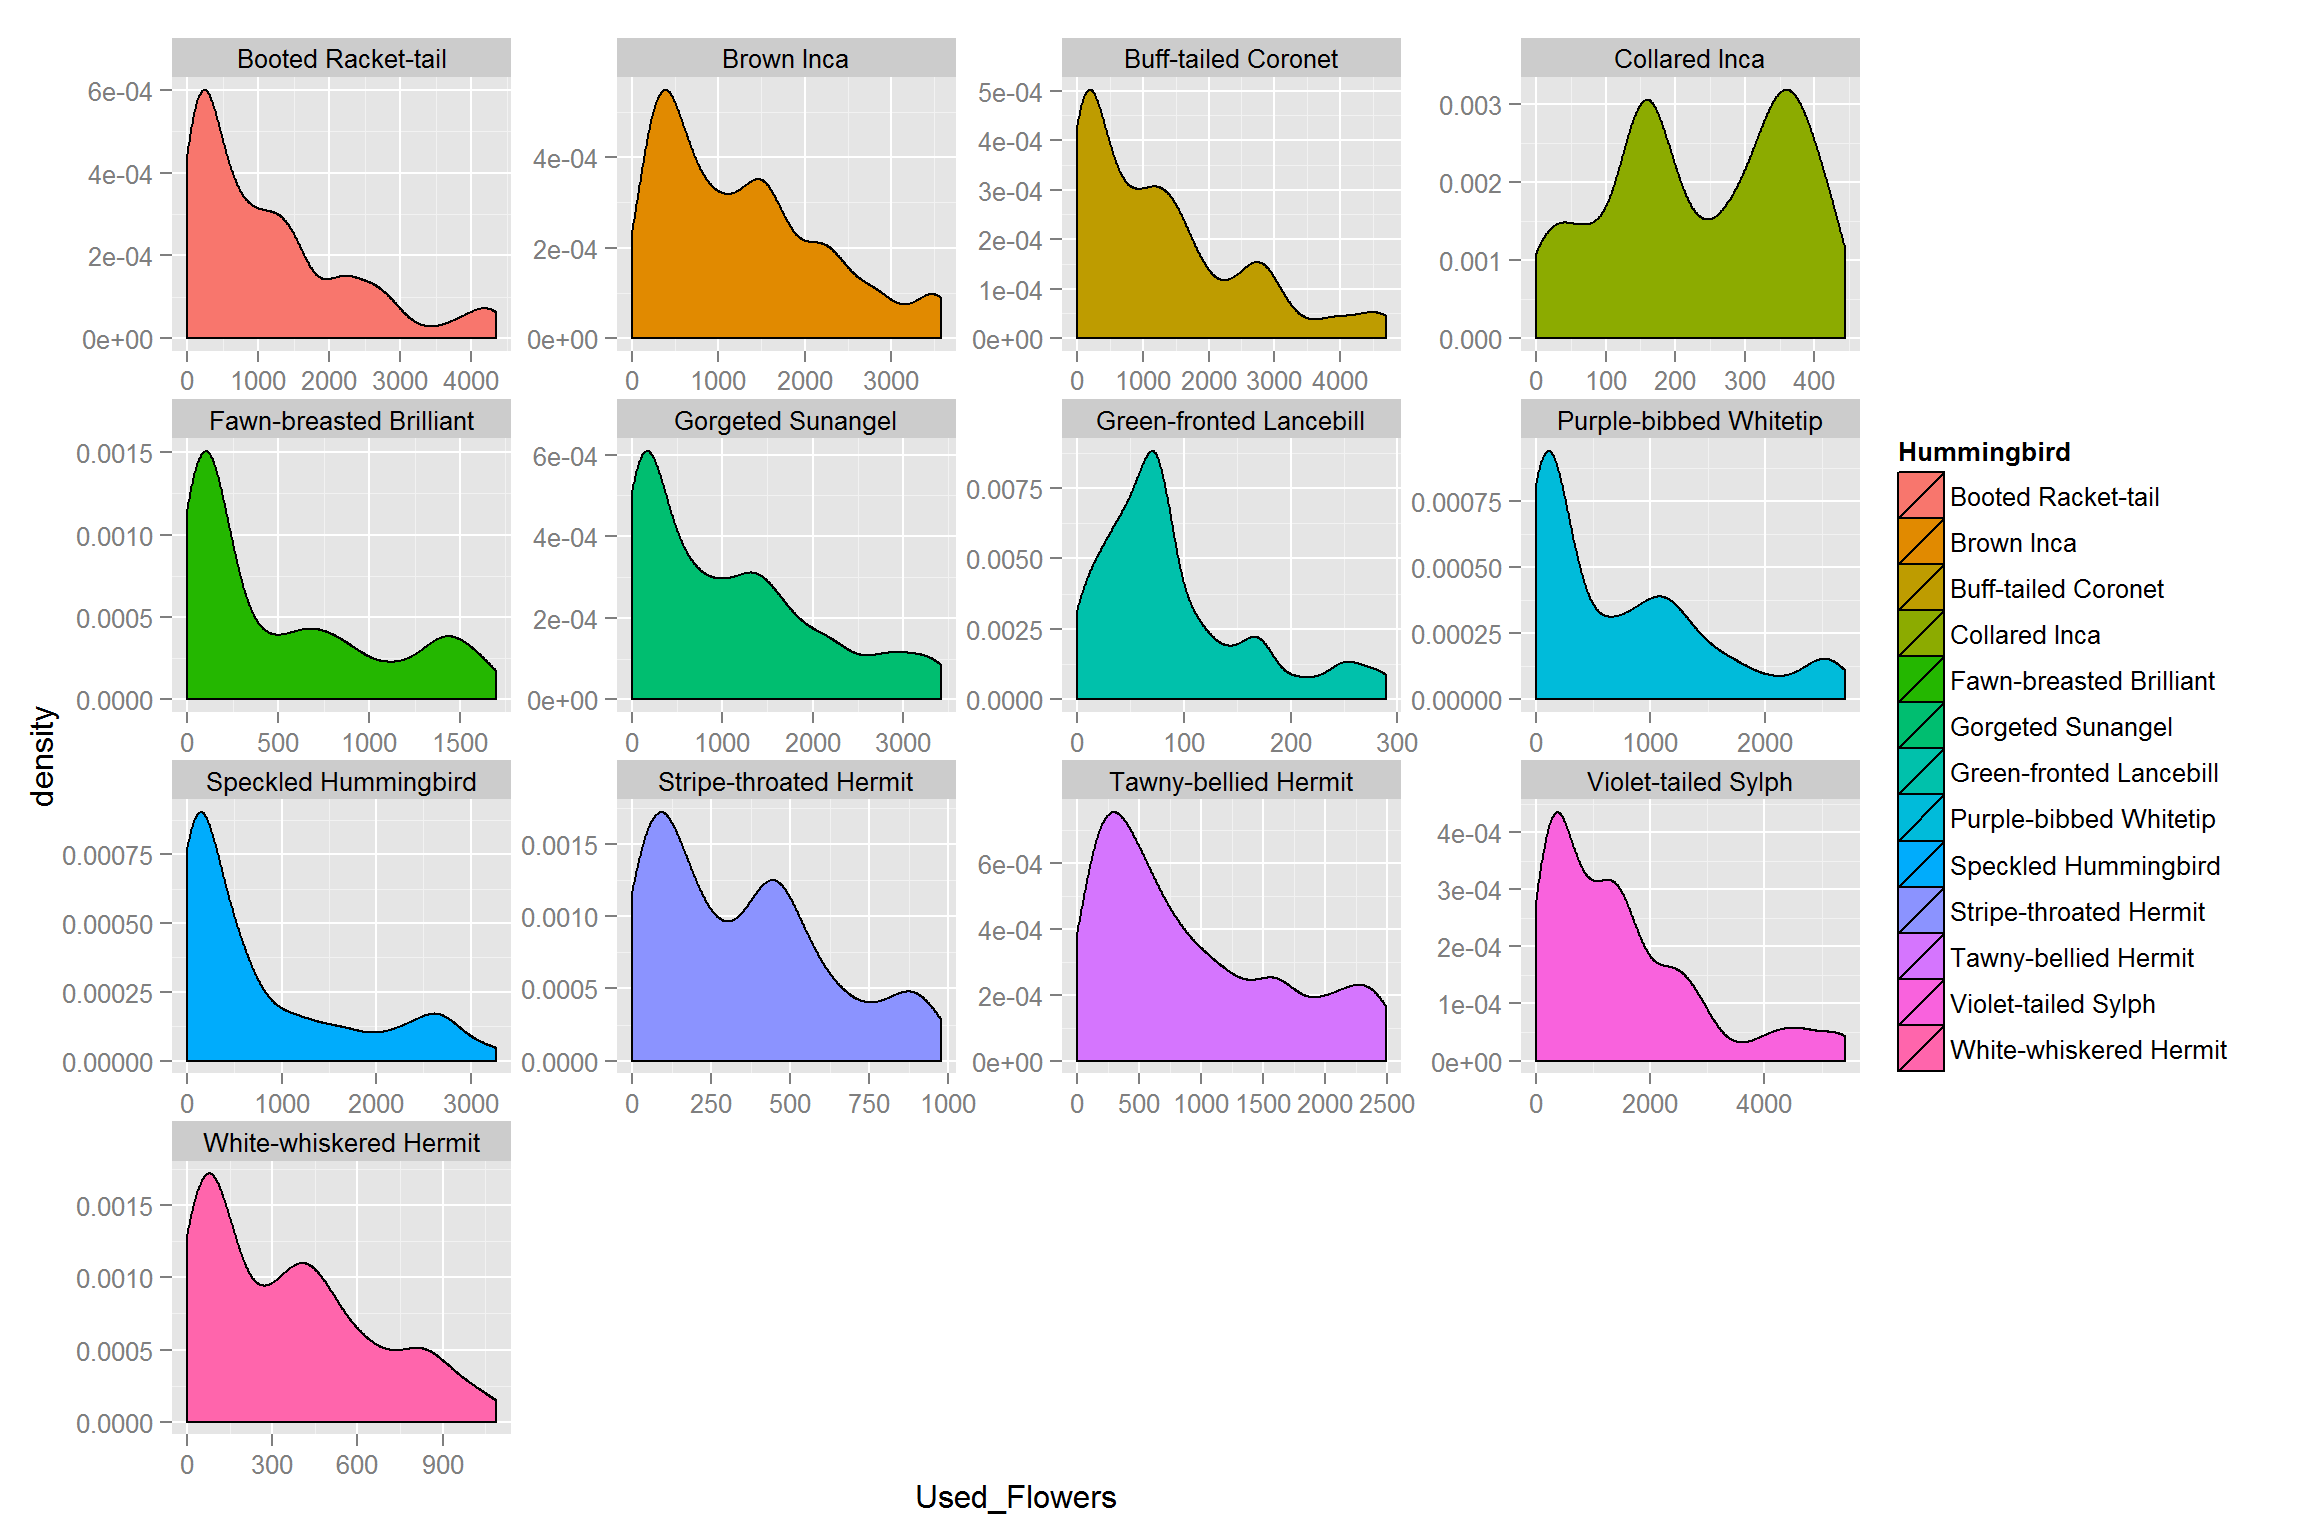 Booted Racket-tail
Brown Inca
Buff-tailed Coronet
Collared Inca
6e-04
4e-04
2e-04
0e+00
4e-04
2e-04
0e+00
5e-04
4e-04
3e-04
2e-04
1e-04
0e+00
0.003
0.002
0.001
0.000
0 1000 2000 3000 4000
0 1000 2000 3000
0 1000 2000 3000 4000
0 100 200 300 400
Fawn-breasted Brilliant
Gorgeted Sunangel
Green-fronted Lancebill
Purple-bibbed Whitetip
0.0015
0.0010
0.0005
0.0000
6e-04
4e-04
2e-04
0e+00
0.0075
0.0050
0.0025
0.0000
0.00075
0.00050
0.00025
0.00000
0 500 1000 1500
0 1000 2000 3000
0 100 200 300
0 1000 2000
Speckled Hummingbird
Stripe-throated Hermit
Tawny-bellied Hermit
Violet-tailed Sylph
0.00075
0.00050
0.00025
0.00000
0.0015
0.0010
0.0005
0.0000
6e-04
4e-04
2e-04
0e+00
4e-04
3e-04
2e-04
1e-04
0e+00
0 1000 2000 3000
0 250 500 750 1000
0 500 1000 1500 2000 2500
0 2000 4000
White-whiskered Hermit
0.0015
0.0010
0.0005
0.0000
0 300 600 900
density
Used_Flowers
Hummingbird
Booted Racket-tail
Brown Inca
Buff-tailed Coronet
Collared Inca
Fawn-breasted Brilliant
Gorgeted Sunangel
Green-fronted Lancebill
Purple-bibbed Whitetip
Speckled Hummingbird
Stripe-throated Hermit
Tawny-bellied Hermit
Violet-tailed Sylph
White-whiskered Hermit